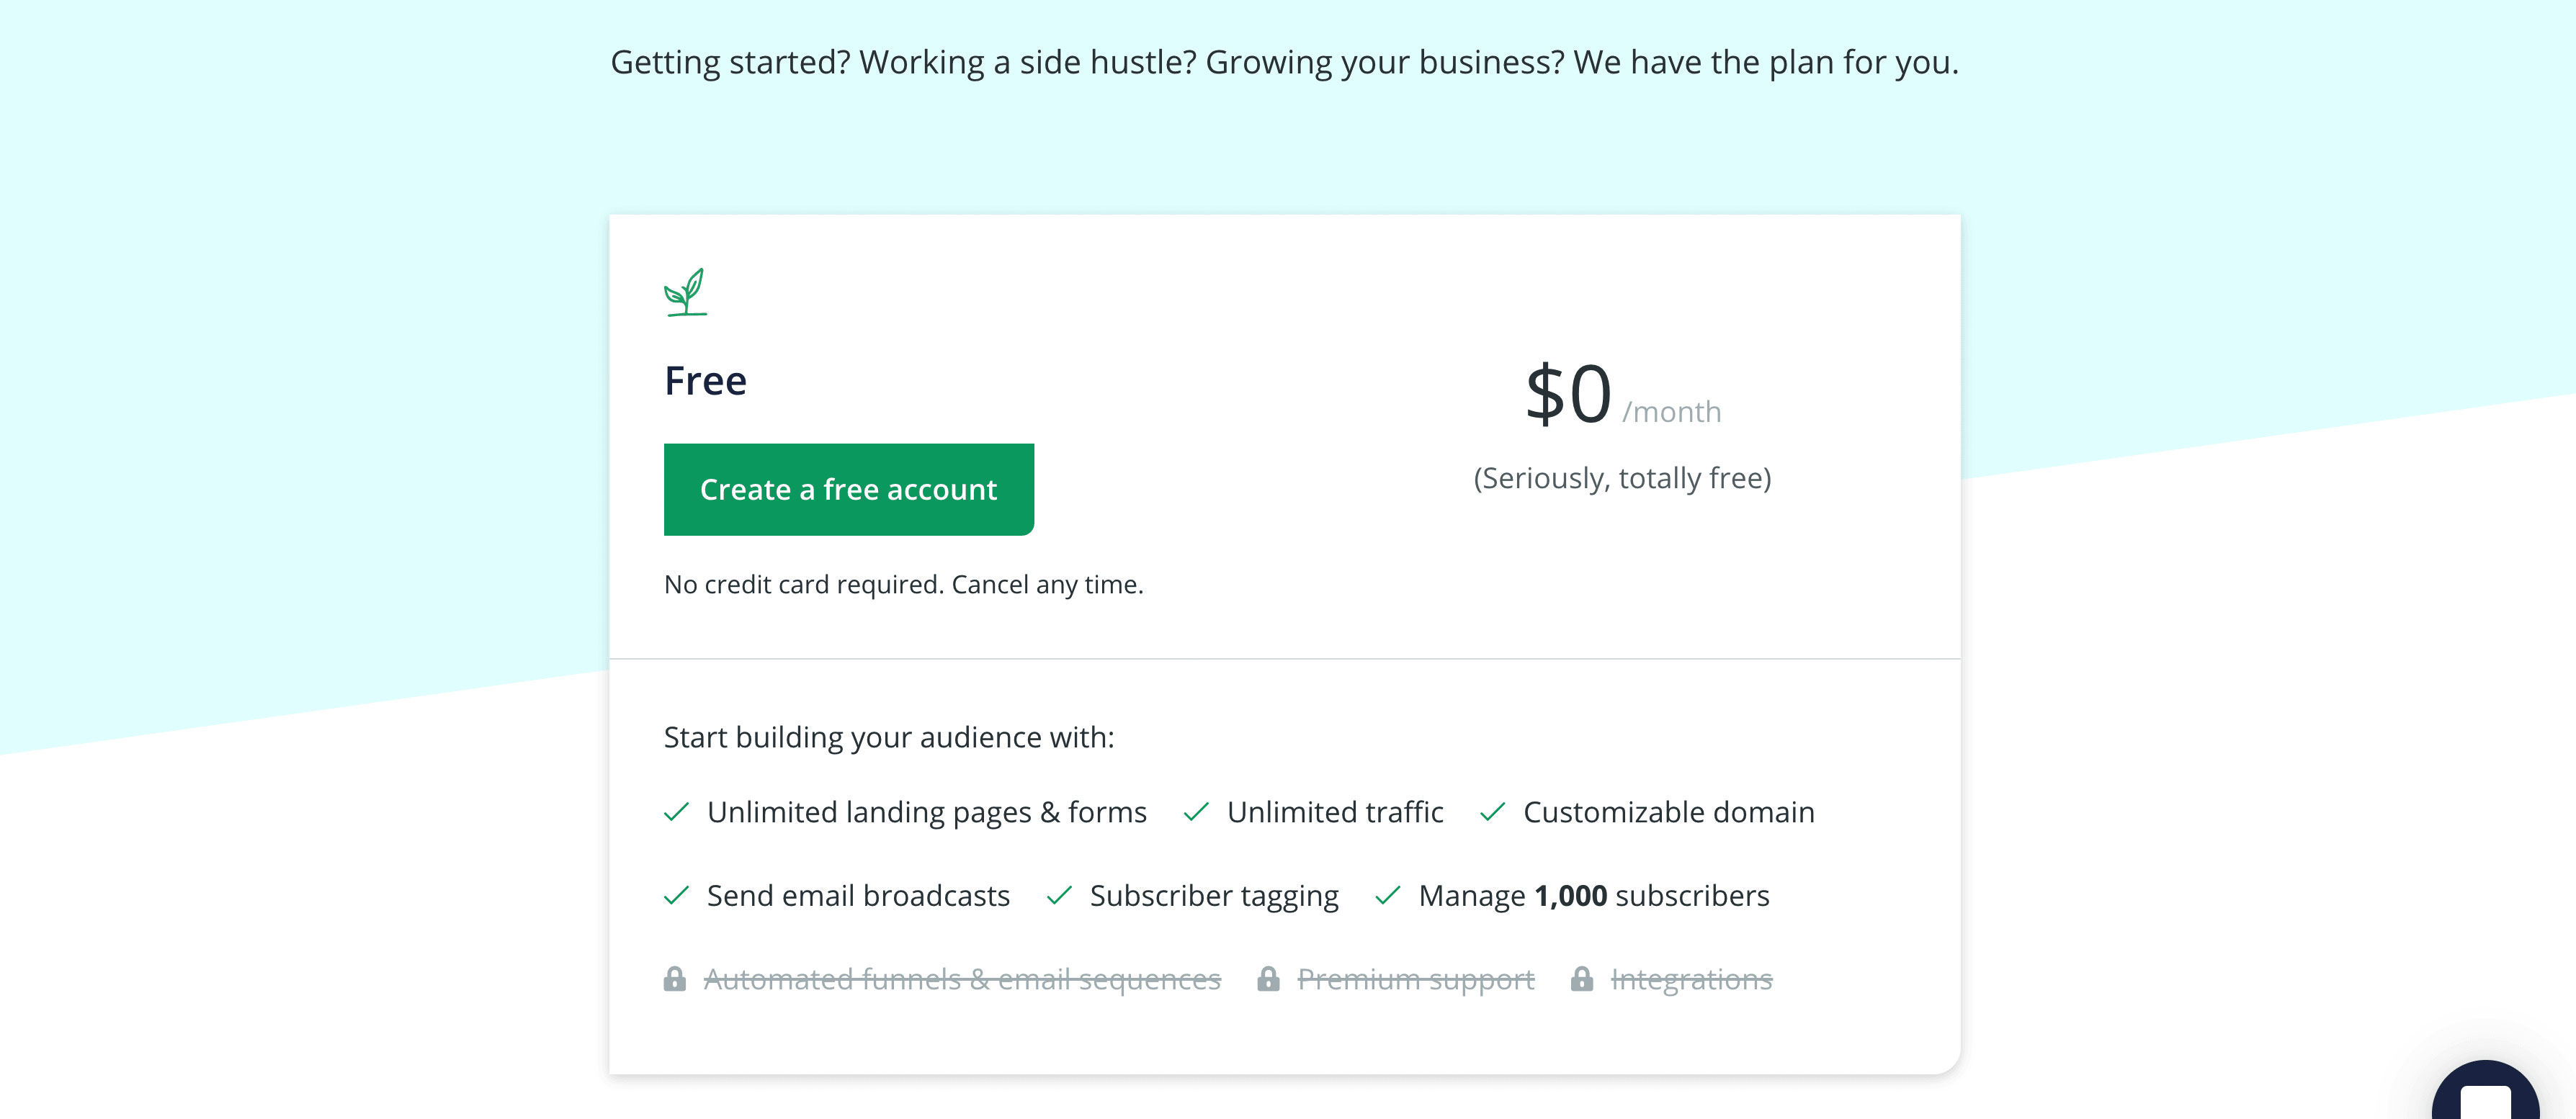 Getting started? Working a side hustle? Growing your business? We have the plan for you.
Free
$0 /month
Create a free account
(Seriously, totally free)
No credit card required. Cancel any time.
Start building your audience with:
Unlimited landing pages & forms Unlimited traffic Customizable domain
Send email broadcasts Subscriber tagging Manage 1,000 subscribers
Automated funnels & email sequences Premium support Integrations